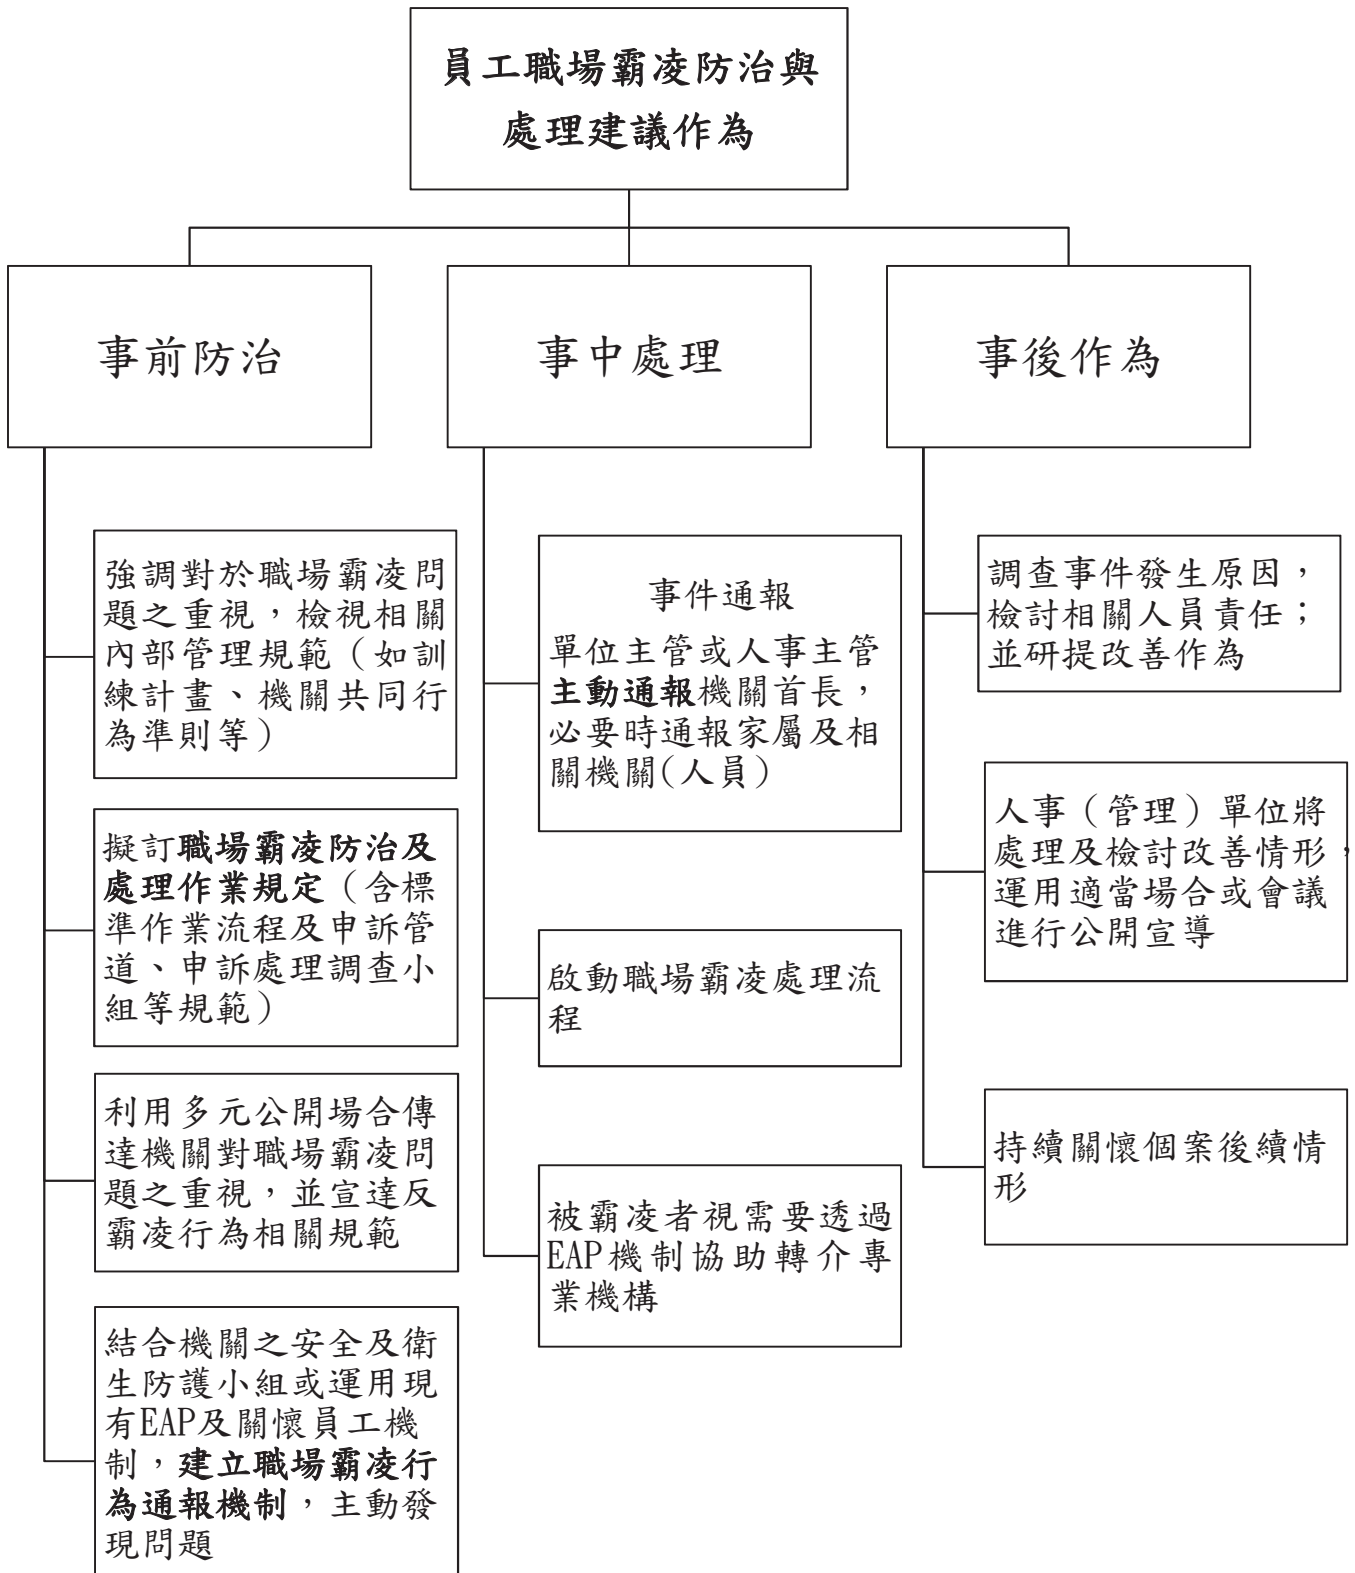 員工職場霸凌防治與
處理建議作為
事前防治
強調對於職場霸凌問
題之重視，檢視相關
內部管理規範（如訓
練計畫、機關共同行
為準則等）
擬訂職場霸凌防治及
處理作業規定（含標
準作業流程及申訴管
道、申訴處理調查小
組等規範）
利用多元公開場合傳
達機關對職場霸凌問
題之重視，並宣達反
霸凌行為相關規範
結合機關之安全及衛
生防護小組或運用現
有EAP及關懷員工機
制，建立職場霸凌行
為通報機制，主動發
現問題
事中處理
事件通報
單位主管或人事主管
主動通報機關首長，
必要時通報家屬及相
關機關(人員)
啟動職場霸凌處理流
程
被霸凌者視需要透過
EAP機制協助轉介專
業機構
事後作為
調查事件發生原因，
檢討相關人員責任；
並研提改善作為
人事（管理）單位將
處理及檢討改善情形，
運用適當場合或會議
進行公開宣導
持續關懷個案後續情
形